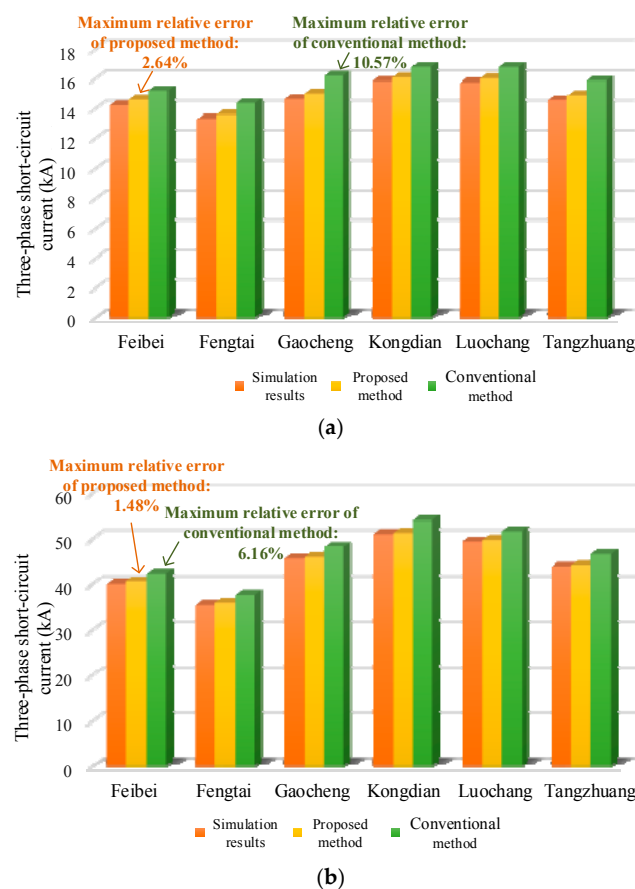 Maximum relative error
of proposed method:
2.64%
Maximum relative error
of conventional method:
10.57%
Three-phase short-circuit
current (kA)
18
16
14
12
10
8
6
4
2
0
Feibei Fengtai Gaocheng Kongdian Luochang Tangzhuang
Simulation results Proposed method Conventional method
(a)
Maximum relative error
of proposed method:
1.48%
Maximum relative error of
conventional method:
6.16%
Three-phase short-circuit
current (kA)
60
50
40
30
20
10
0
Feibei Fengtai Gaocheng Kongdian Luochang Tangzhuang
Simulation results Proposed method Conventional method
(b)